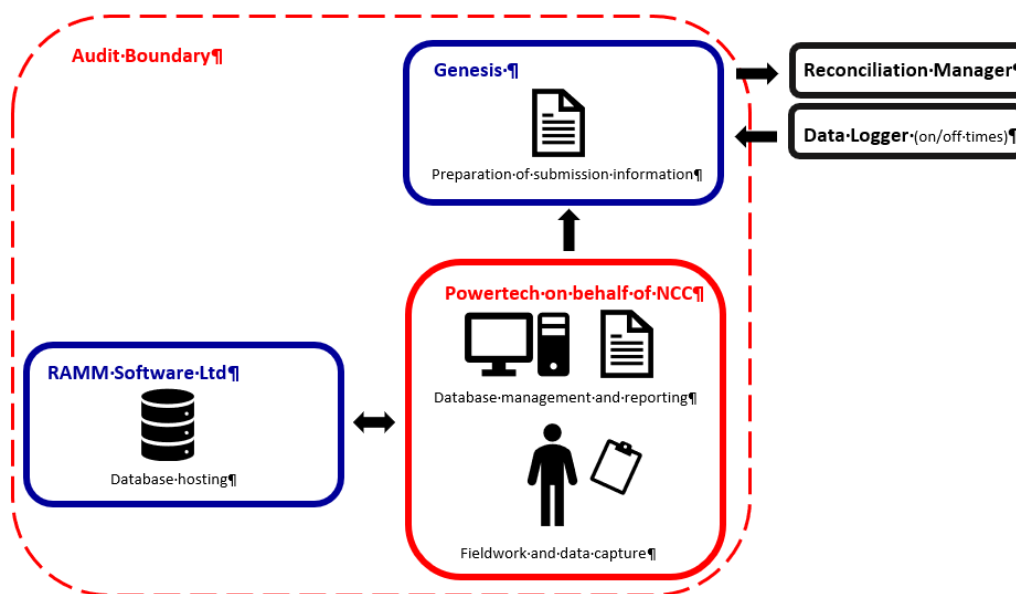 Audit·Boundary¶
Genesis·¶
Preparation·of·submission·information¶
Reconciliation·Manager¶
Data·Logger·(on/off·times)¶
Powertech·on·behalf·of·NCC¶
Database·management·and·reporting¶
Fieldwork·and·data·capture¶
RAMM·Software·Ltd¶
Database·hosting¶